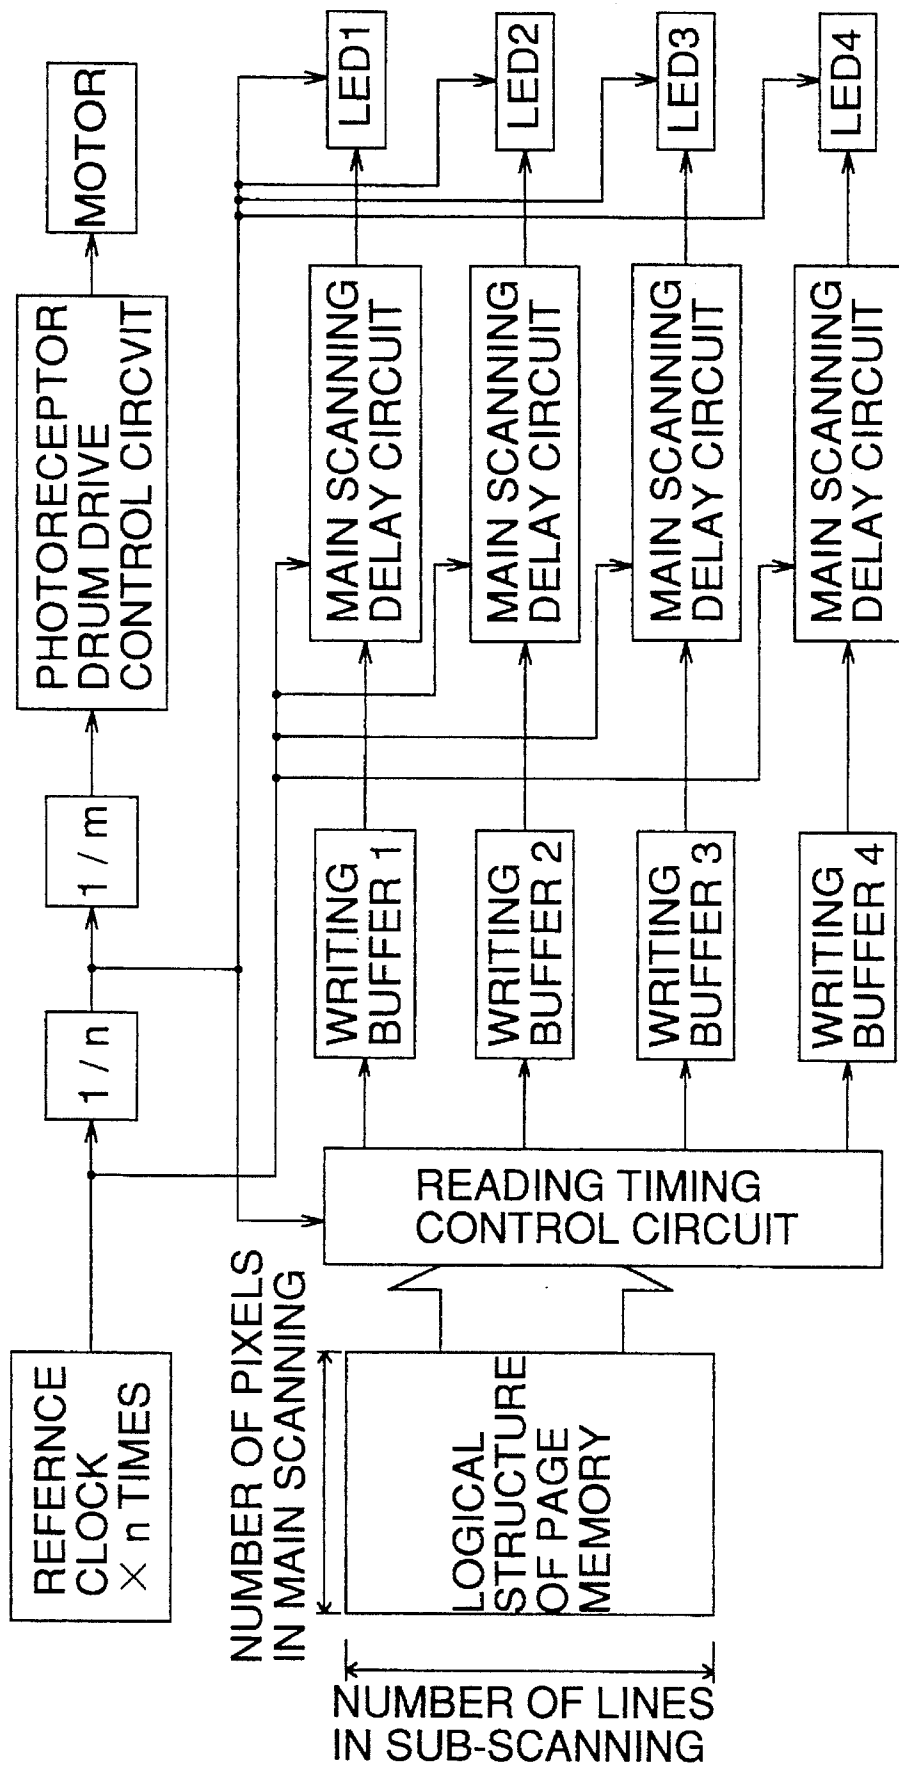 REFERNCE
CLOCK
× n TIMES
1 / n
1 / m
PHOTORECEPTOR
DRUM DRIVE
CONTROL CIRCVIT
MOTOR
NUMBER OF PIXELS
IN MAIN SCANNING
NUMBER OF LINES
IN SUB-SCANNING
LOGICAL
STRUCTURE
OF PAGE
MEMORY
READING TIMING
CONTROL CIRCUIT
WRITING
BUFFER 1
MAIN SCANNING
DELAY CIRCUIT
LED1
WRITING
BUFFER 2
MAIN SCANNING
DELAY CIRCUIT
LED2
WRITING
BUFFER 3
MAIN SCANNING
DELAY CIRCUIT
LED3
WRITING
BUFFER 4
MAIN SCANNING
DELAY CIRCUIT
LED4